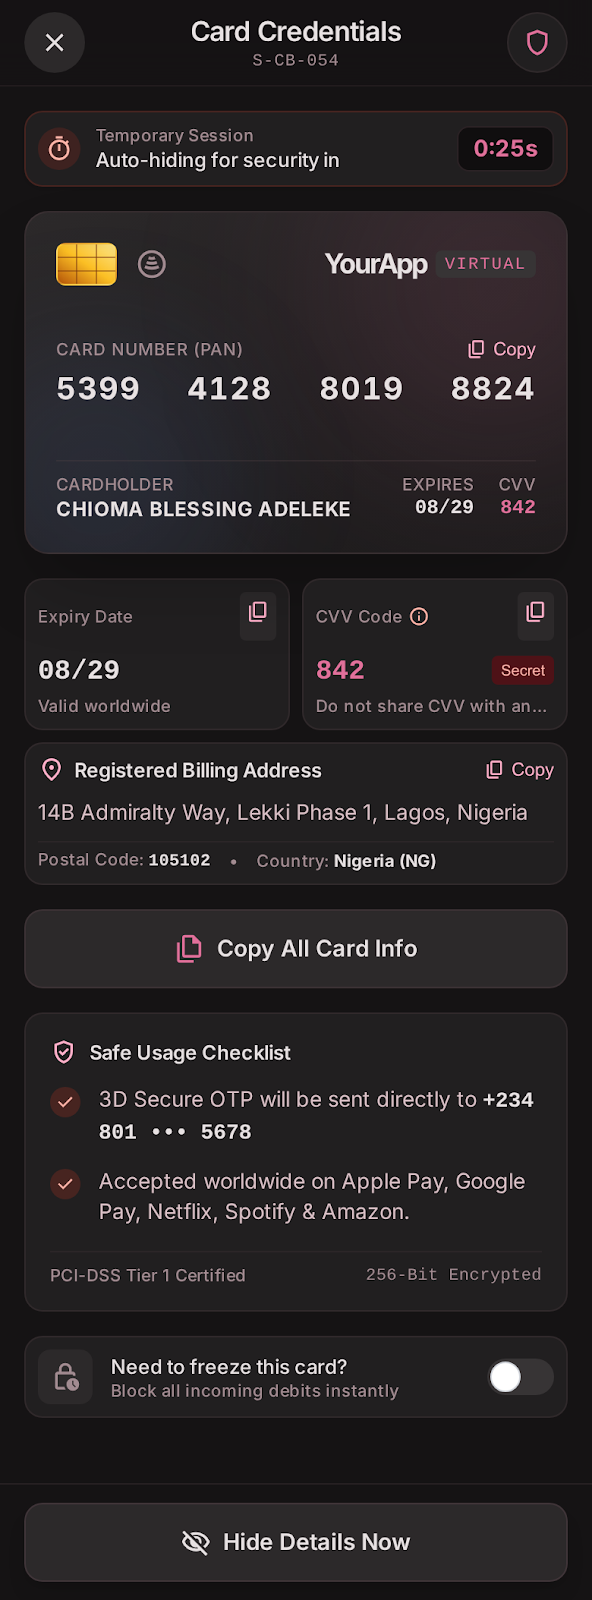 Card Credentials
S-CB-054
Temporary Session
Auto-hiding for security in
0:25s
YourApp VIRTUAL
CARD NUMBER (PAN)
Copy
5399 4128 8019 8824
CARDHOLDER
CHIOMA BLESSING ADELEKE
EXPIRES
08/29
CVV
842
Expiry Date
08/29
Valid worldwide
CVV Code
842
Secret
Do not share CVV with an...
Registered Billing Address
Copy
14B Admiralty Way, Lekki Phase 1, Lagos, Nigeria
Postal Code: 105102 • Country: Nigeria (NG)
Copy All Card Info
Safe Usage Checklist
3D Secure OTP will be sent directly to +234
801 ••• 5678
Accepted worldwide on Apple Pay, Google
Pay, Netflix, Spotify & Amazon.
PCI-DSS Tier 1 Certified
256-Bit Encrypted
Need to freeze this card?
Block all incoming debits instantly
Hide Details Now